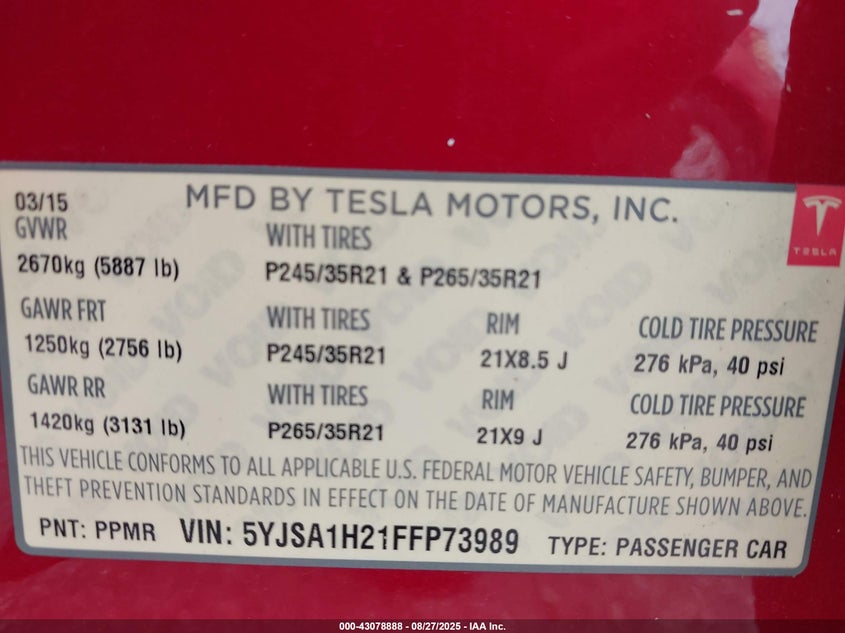 03/15 MFD BY TESLA MOTORS, INC.
TESLA
GVWR WITH TIRES
2670kg (5887 lb) P245/35R21 & P265/35R21
GAWR FRT WITH TIRES RIM COLD TIRE PRESSURE
1250kg (2756 lb) P245/35R21 21X8.5 J 276 kPa, 40 psi
GAWR RR WITH TIRES RIM COLD TIRE PRESSURE
1420kg (3131 lb) P265/35R21 21X9 J 276 kPa, 40 psi
THIS VEHICLE CONFORMS TO ALL APPLICABLE U.S. FEDERAL MOTOR VEHICLE SAFETY, BUMPER, AND
THEFT PREVENTION STANDARDS IN EFFECT ON THE DATE OF MANUFACTURE SHOWN ABOVE.
PNT: PPMR VIN: 5YJSA1H21FFP73989 TYPE: PASSENGER CAR
000-43078888 - 08/27/2025 - IAA Inc.